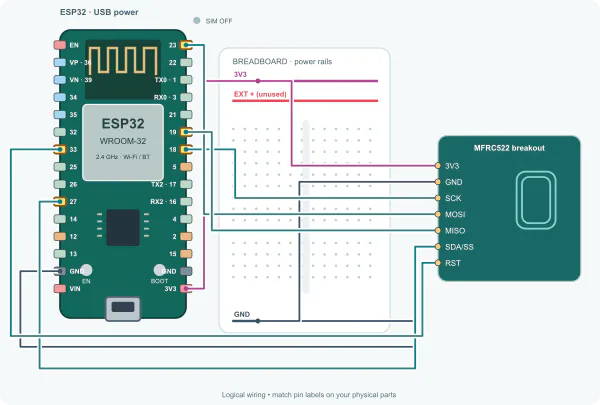 ESP32 · USB power
SIM OFF
EN
VP · 36
VN · 39
34
35
32
33
25
26
27
14
12
13
GND
VIN
23
22
TX0 · 1
RX0 · 3
21
19
18
5
TX2 · 17
RX2 · 16
4
2
15
GND
3V3
ESP32
WROOM-32
2.4 GHz · Wi-Fi / BT
EN
BOOT
BREADBOARD · power rails
3V3
EXT + (unused)
GND
MFRC522 breakout
3V3
GND
SCK
MOSI
MISO
SDA/SS
RST
Logical wiring • match pin labels on your physical parts